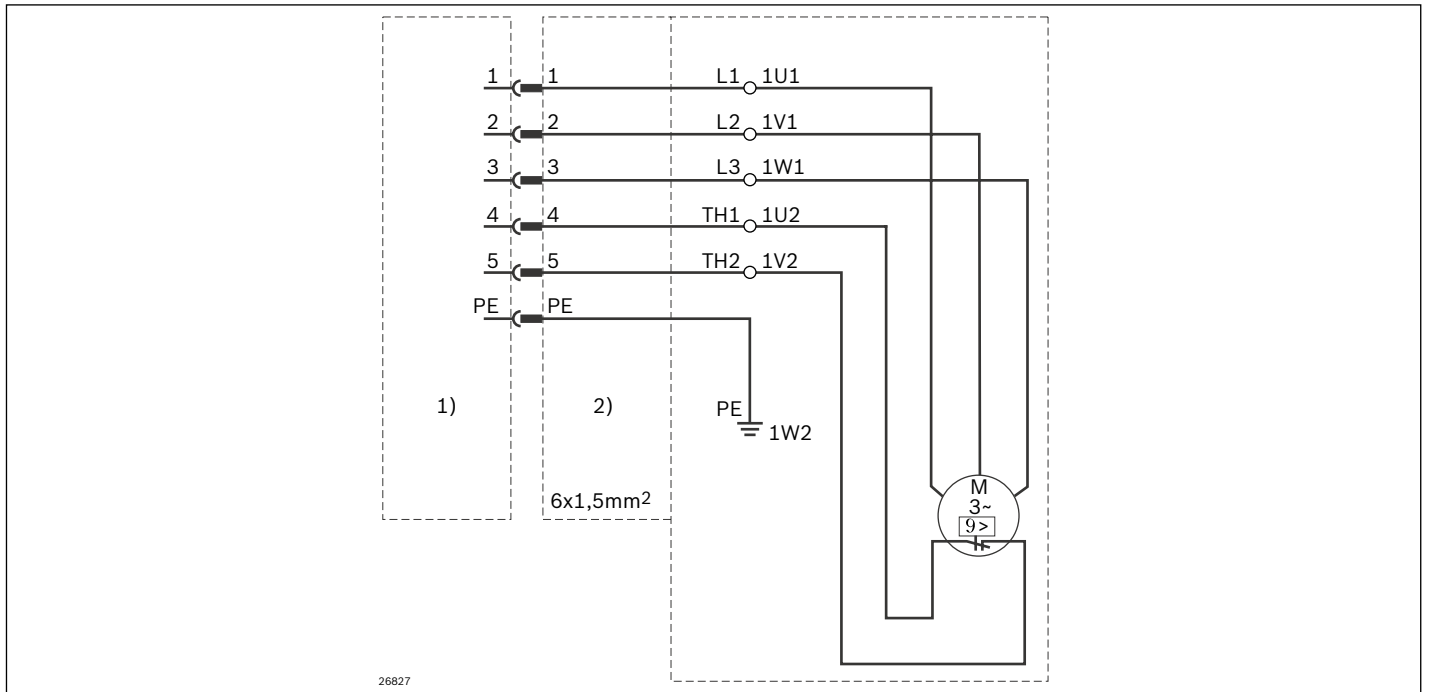 1 1 L1 1U1
2 2 L2 1V1
3 3 L3 1W1
4 4 TH1 1U2
5 5 TH2 1V2
PE PE
1) 2) PE
1W2
M
3~
9>
6x1,5mm2
26827